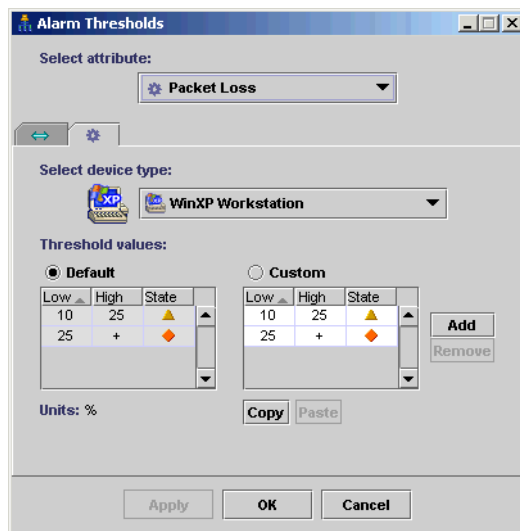 Alarm Thresholds
Select attribute:
Packet Loss
Select device type:
XP
WinXP Workstation
Threshold values:
Default
Custom
Low High State
Low High State
10 25
10 25
25 +
25 +
Add
Remove
Units: %
Copy Paste
Apply OK Cancel